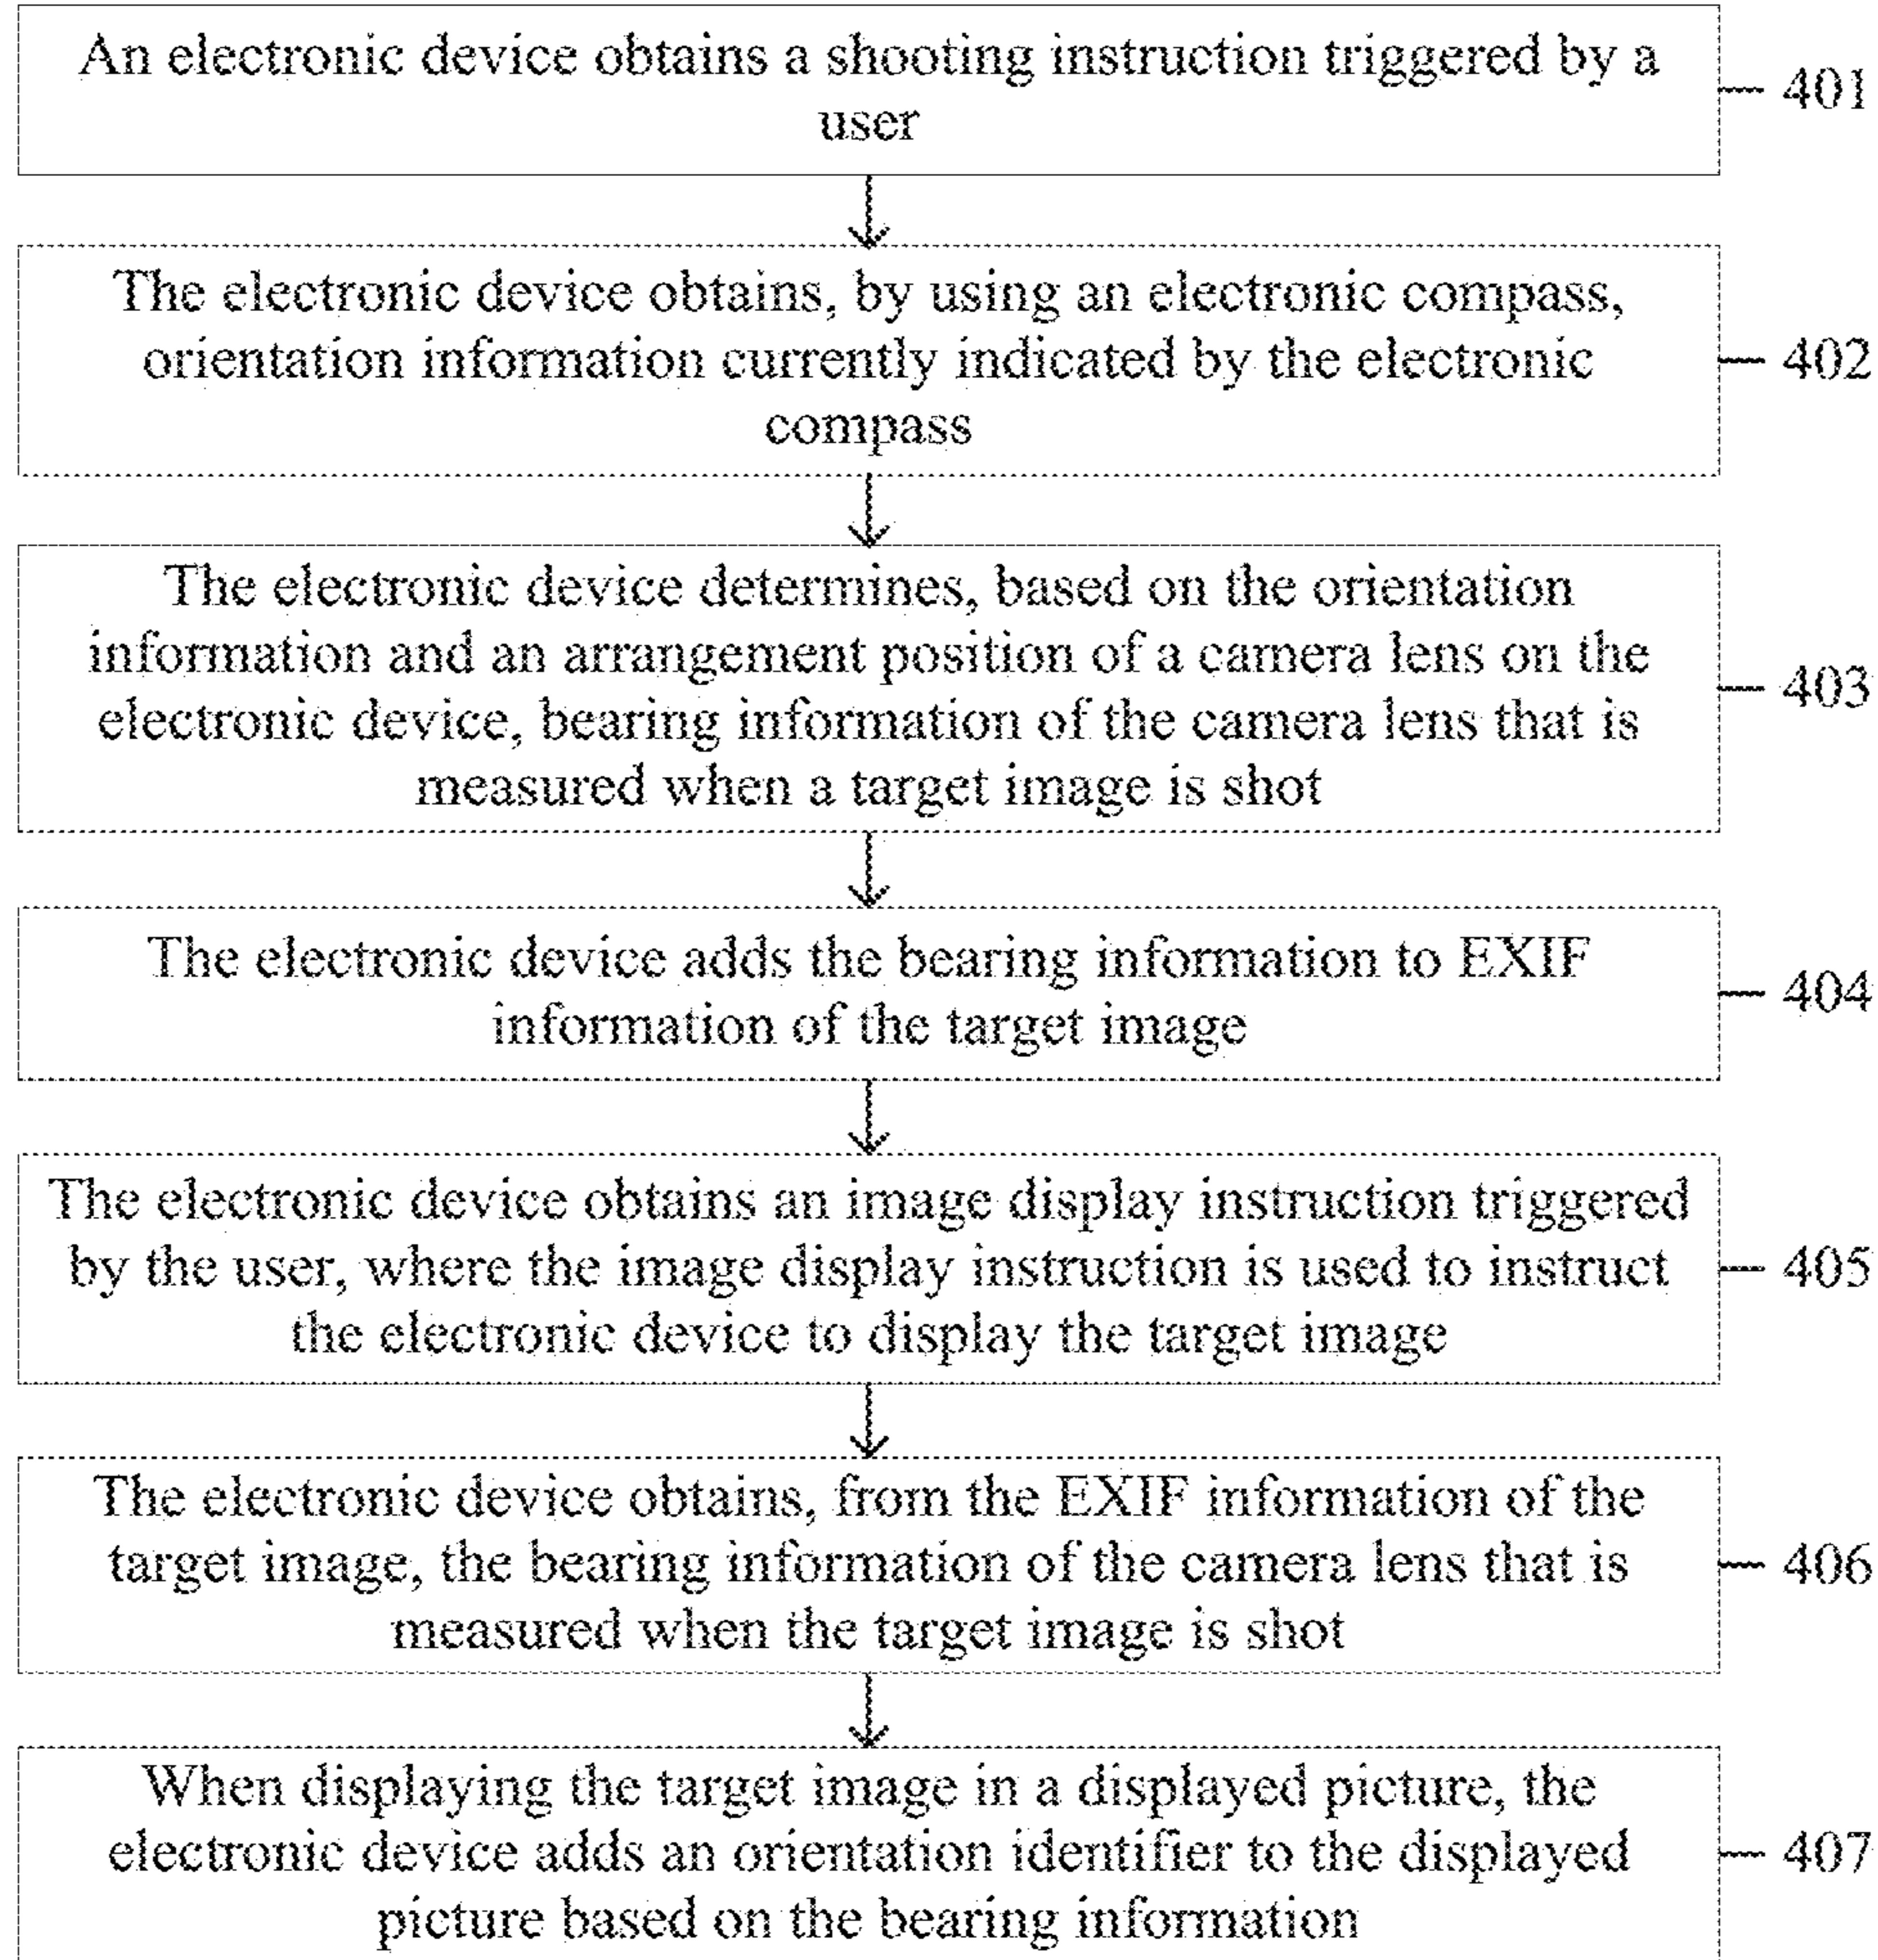 An electronic device obtains a shooting instruction triggered by a
user
401
The electronic device obtains, by using an electronic compass,
orientation information currently indicated by the electronic
compass
402
The electronic device determines, based on the orientation
information and an arrangement position of a camera lens on the
electronic device, bearing information of the camera lens that is
measured when a target image is shot
403
The electronic device adds the bearing information to EXIF
information of the target image
404
The electronic device obtains an image display instruction triggered
by the user, where the image display instruction is used to instruct
the electronic device to display the target image
405
The electronic device obtains, from the EXIF information of the
target image, the bearing information of the camera lens that is
measured when the target image is shot
406
When displaying the target image in a displayed picture, the
electronic device adds an orientation identifier to the displayed
picture based on the bearing information
407